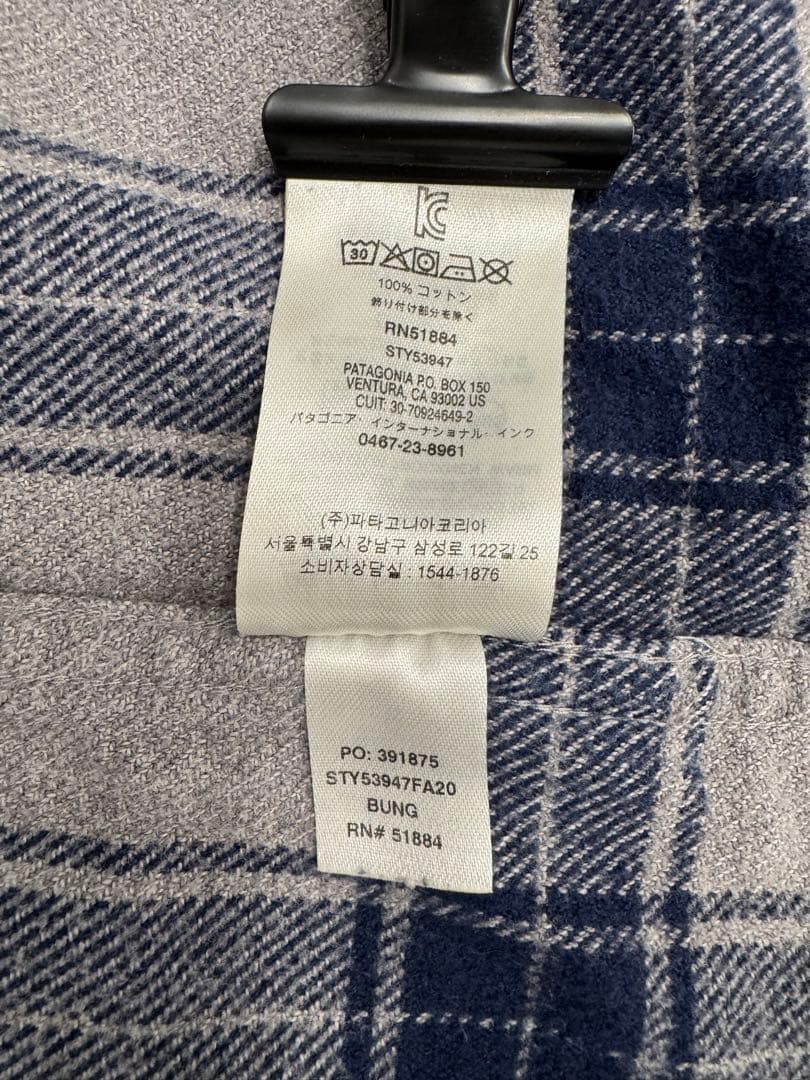 30
100% コットン
飾り付け部分を除く
RN51884
STY53947
PATAGONIA P.O. BOX 150
VENTURA, CA 93002 US
CUIT: 30-70924649-2
パタゴニア・インターナショナル・インク
0467-23-8961
(주)파타고니아코리아
서울특별시 강남구 삼성로 122길 25
소비자상담실 : 1544-1876
PO: 391875
STY53947FA20
BUNG
RN# 51884